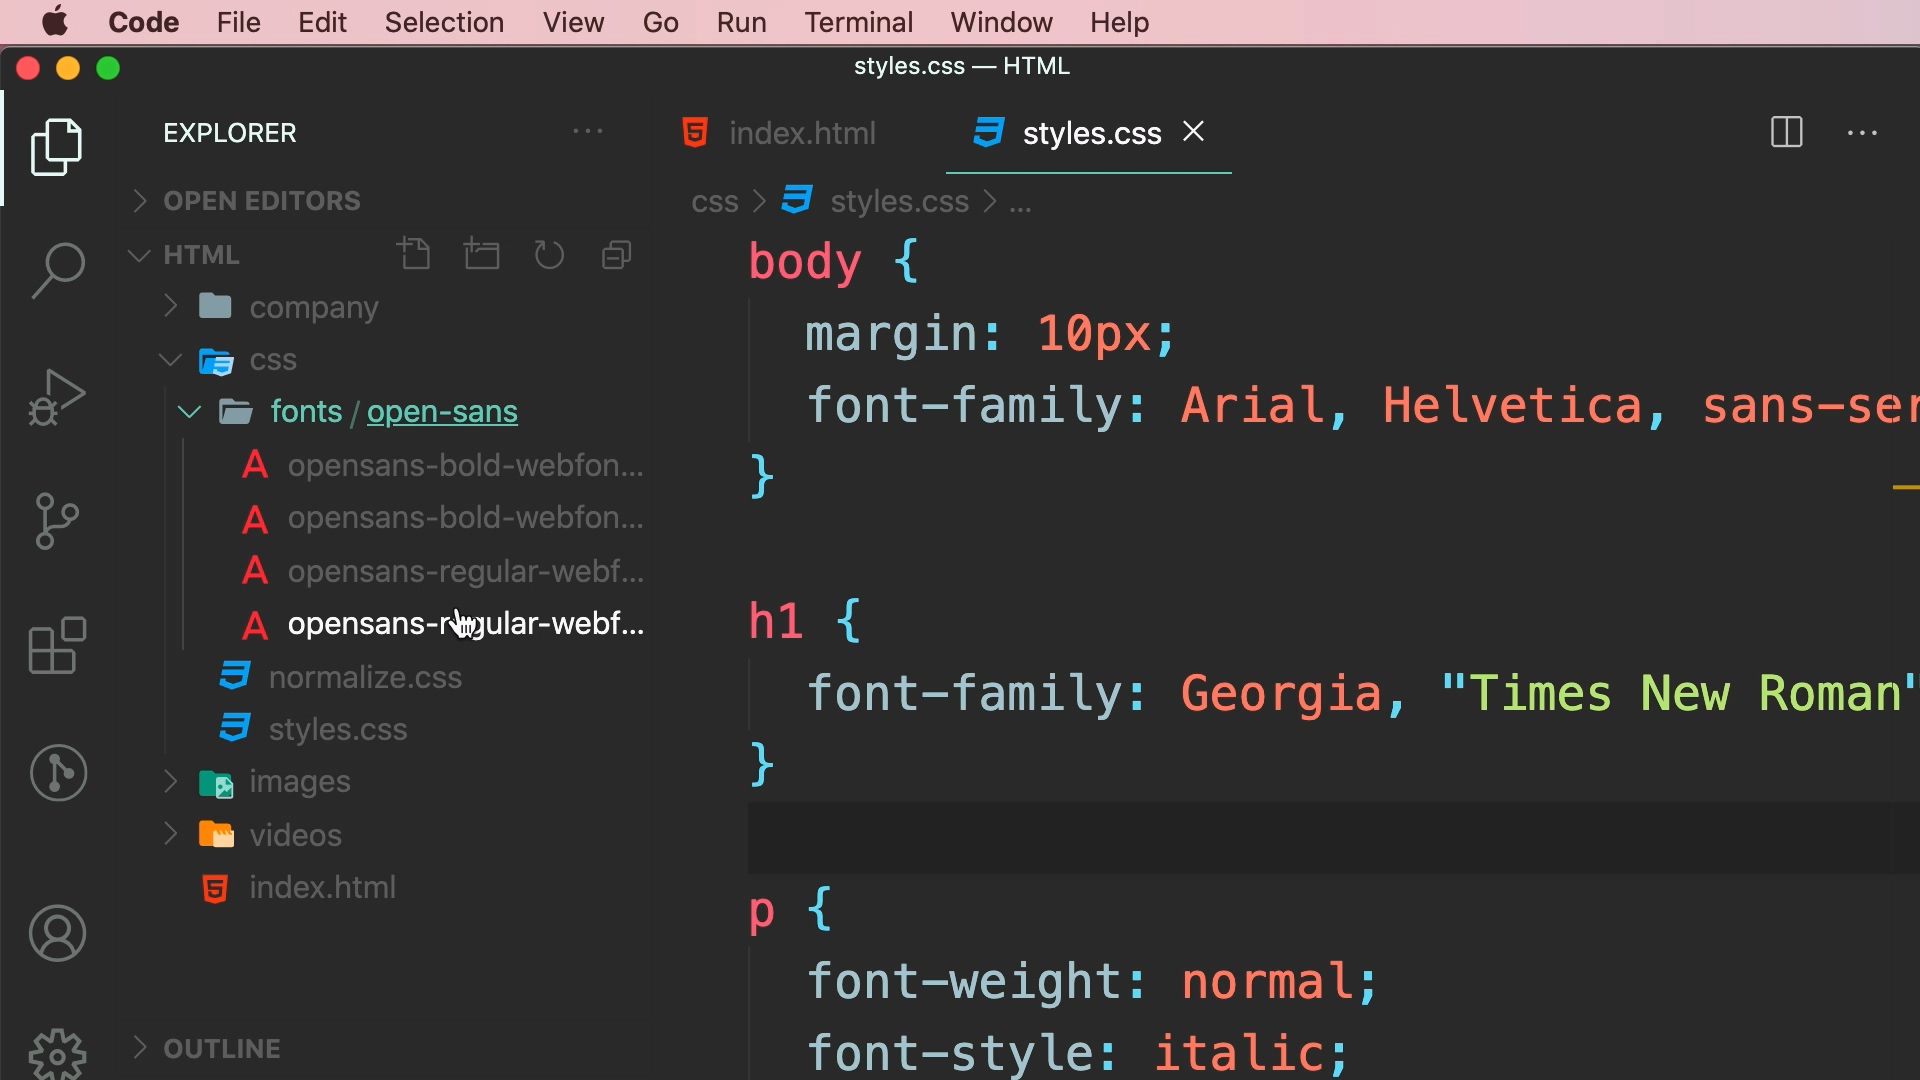 Code File Edit Selection View Go Run Terminal Window Help
styles.css — HTML
EXPLORER ...
OPEN EDITORS
HTML
company
css
fonts / open-sans
opensans-bold-webfon...
opensans-bold-webfon...
opensans-regular-webf...
opensans-regular-webf...
normalize.css
styles.css
images
videos
index.html
OUTLINE
index.html styles.css
css > styles.css > ...
body {
margin: 10px;
font-family: Arial, Helvetica, sans-ser
}
h1 {
font-family: Georgia, "Times New Roman"
}
p {
font-weight: normal;
font-style: italic;